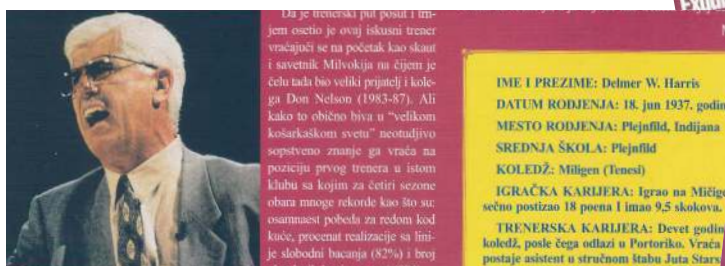 Da je trenerski put posut i trn-
jem osetio je ovaj iskusni trener
vraćajući se na početak kao skaut
i savetnik Milvokija na čijem je
čelu tada bio veliki prijatelj i kole-
ga Don Nelson (1983-87). Ali
kako to obično biva u "velikom
košarkaškom svetu" neotudjivo
sopstveno znanje ga vraća na
poziciju prvog trenera u istom
klubu sa kojim za četiri sezone
obara mnoge rekorde kao što su:
osamnaest pobeda za redom kod
kuće, procenat realizacije sa lini-
je slobodni bacanja (82%) i broj
IME I PREZIME: Delmer W. Harris
DATUM RODJENJA: 18. jun 1937. godin
MESTO RODJENJA: Plejnfild, Indijana
SREDNJA ŠKOLA: Plejnfild
KOLEDŽ: Miligen (Tenesi)
IGRAČKA KARIJERA: Igrao na Mičige
sečno postizao 18 poena I imao 9,5 skokova.
TRENERSKA KARIJERA: Devet godin
koledž, posle čega odlazi u Portoriko. Vraća
postaje asistent u stručnom štabu Juta Stars